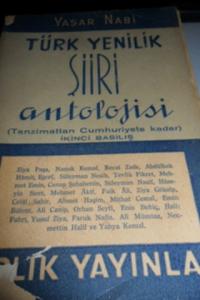 YAŞAR NABİ
TÜRK YENİLİK
ŞİİRİ
antolojisi
(Tanzimattan Cumhuriyete kadar)
İKİNCİ BASILIŞ
Ziya Paşa, Namık Kemal, Recai Zade, Abdülhak
Hâmit, Eşref, Süleyman Nazif, Tevfik Fikret, Meh-
met Emin, Cenap Şehabettin, Süleyman Nesib, Hüse-
yin Siret, Mehmet Âkif, Faik Âli, Ziya Gökalp,
Celâl Sahir, Ahmet Haşim, Mithat Cemal, Emin
Bülent, Ali Canip, Orhan Seyfi, Enis Behiç, Halit
Fahri, Yusuf Ziya, Faruk Nafiz, Ali Mümtaz, Nec-
mettin Halil ve Yahya Kemal.
LIK YAYINLA